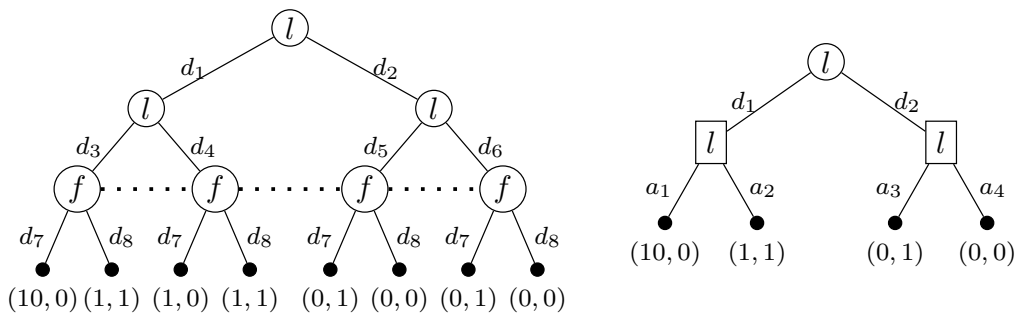 l
l
d₁ d₂
d₁ d₂
l l
l l
d₃ d₄ d₅ d₆
a₁ a₂ a₃ a₄
f f f f
d₇ d₈ d₇ d₈ d₇ d₈ d₇ d₈
(10, 0) (1, 1) (0, 1) (0, 0)
(10, 0) (1, 1) (1, 0) (1, 1) (0, 1) (0, 0) (0, 1) (0, 0)